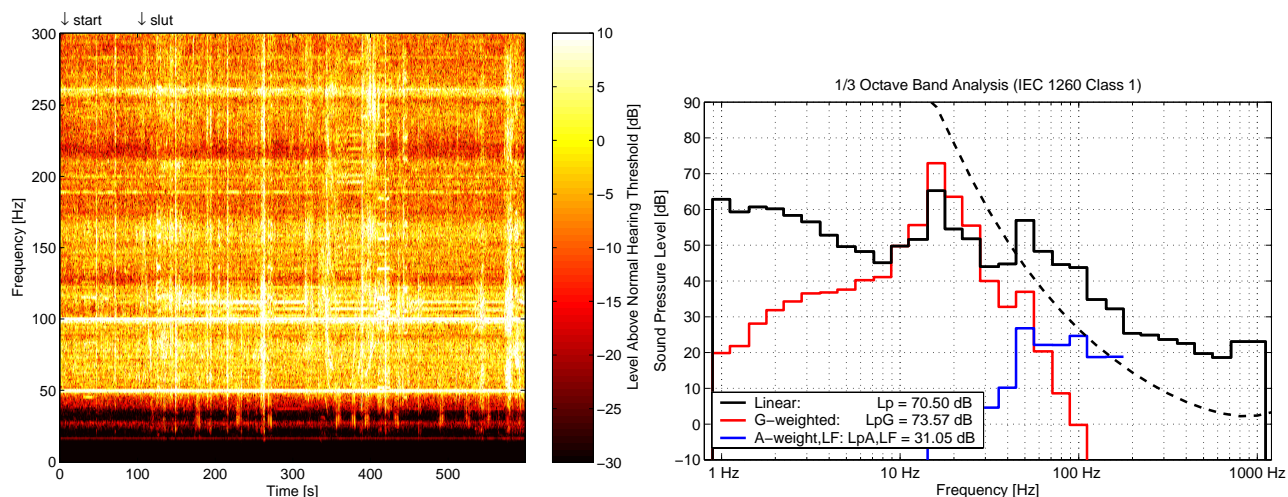 ↓ start ↓ slut
300
250
200
150
100
50
0
Frequency [Hz]
0 100 200 300 400 500
Time [s]
10
5
0
−5
−10
−15
−20
−25
−30
Level Above Normal Hearing Threshold [dB]
1/3 Octave Band Analysis (IEC 1260 Class 1)
90
80
70
60
50
40
30
20
10
0
−10
Sound Pressure Level [dB]
Linear: Lp = 70.50 dB
G−weighted: LpG = 73.57 dB
A−weight,LF: LpA,LF = 31.05 dB
1 Hz 10 Hz 100 Hz 1000 Hz
Frequency [Hz]